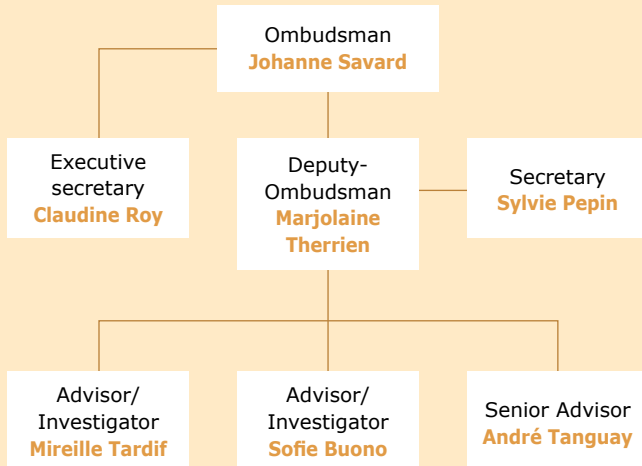 Ombudsman
Johanne Savard
Executive
secretary
Claudine Roy
Deputy-
Ombudsman
Marjolaine
Therrien
Secretary
Sylvie Pepin
Advisor/
Investigator
Mireille Tardif
Advisor/
Investigator
Sofie Buono
Senior Advisor
André Tanguay